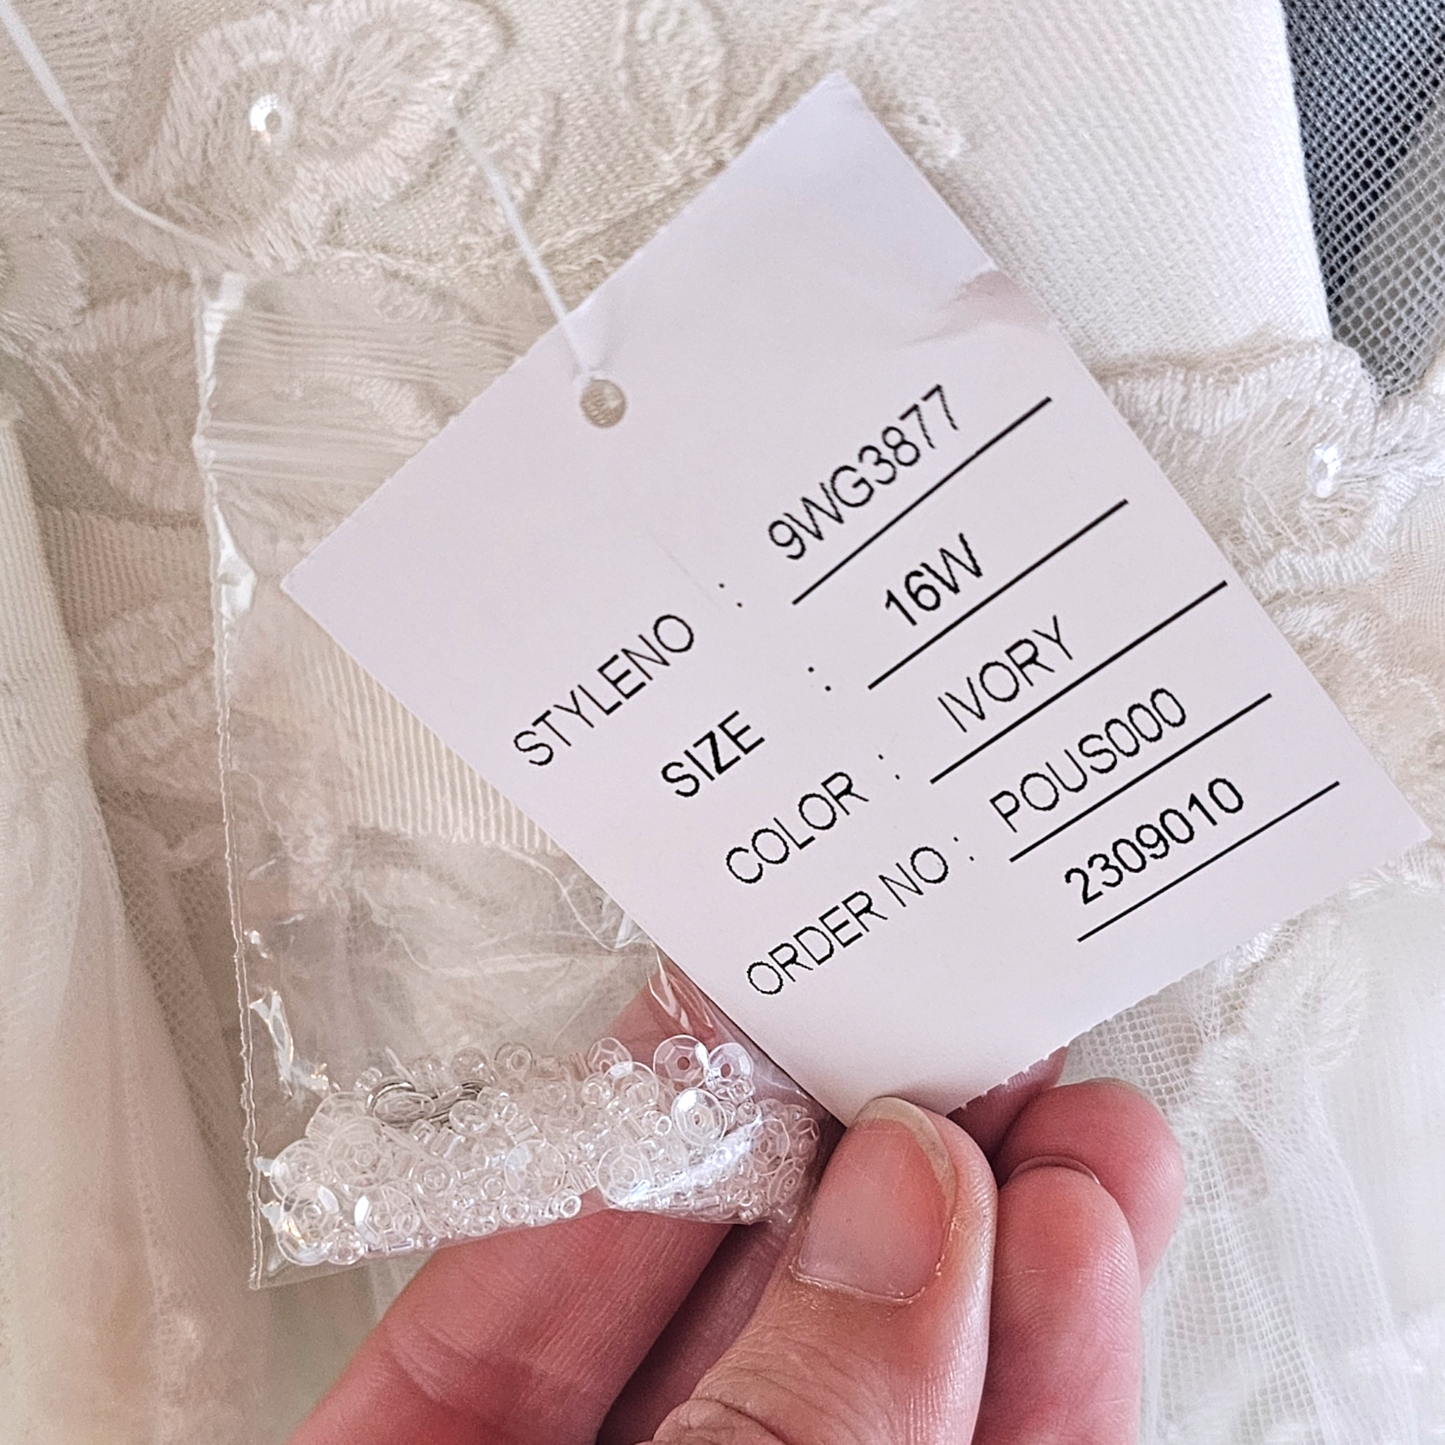 STYLENO : 9WG3877
SIZE : 16W
COLOR : IVORY
ORDER NO : POUS000
2309010